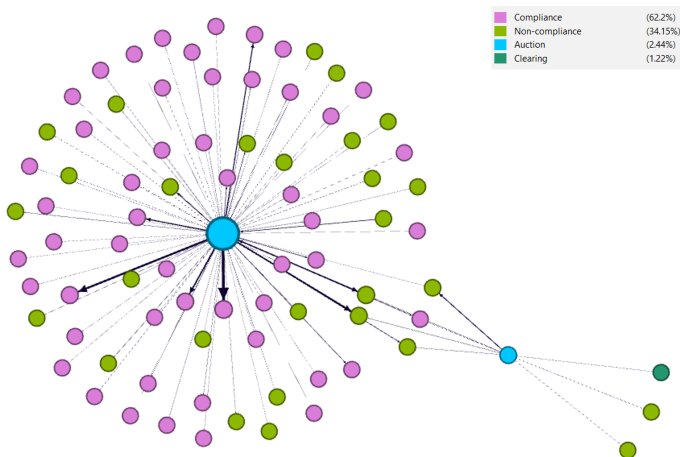 Compliance (62.2%)
Non-compliance (34.15%)
Auction (2.44%)
Clearing (1.22%)